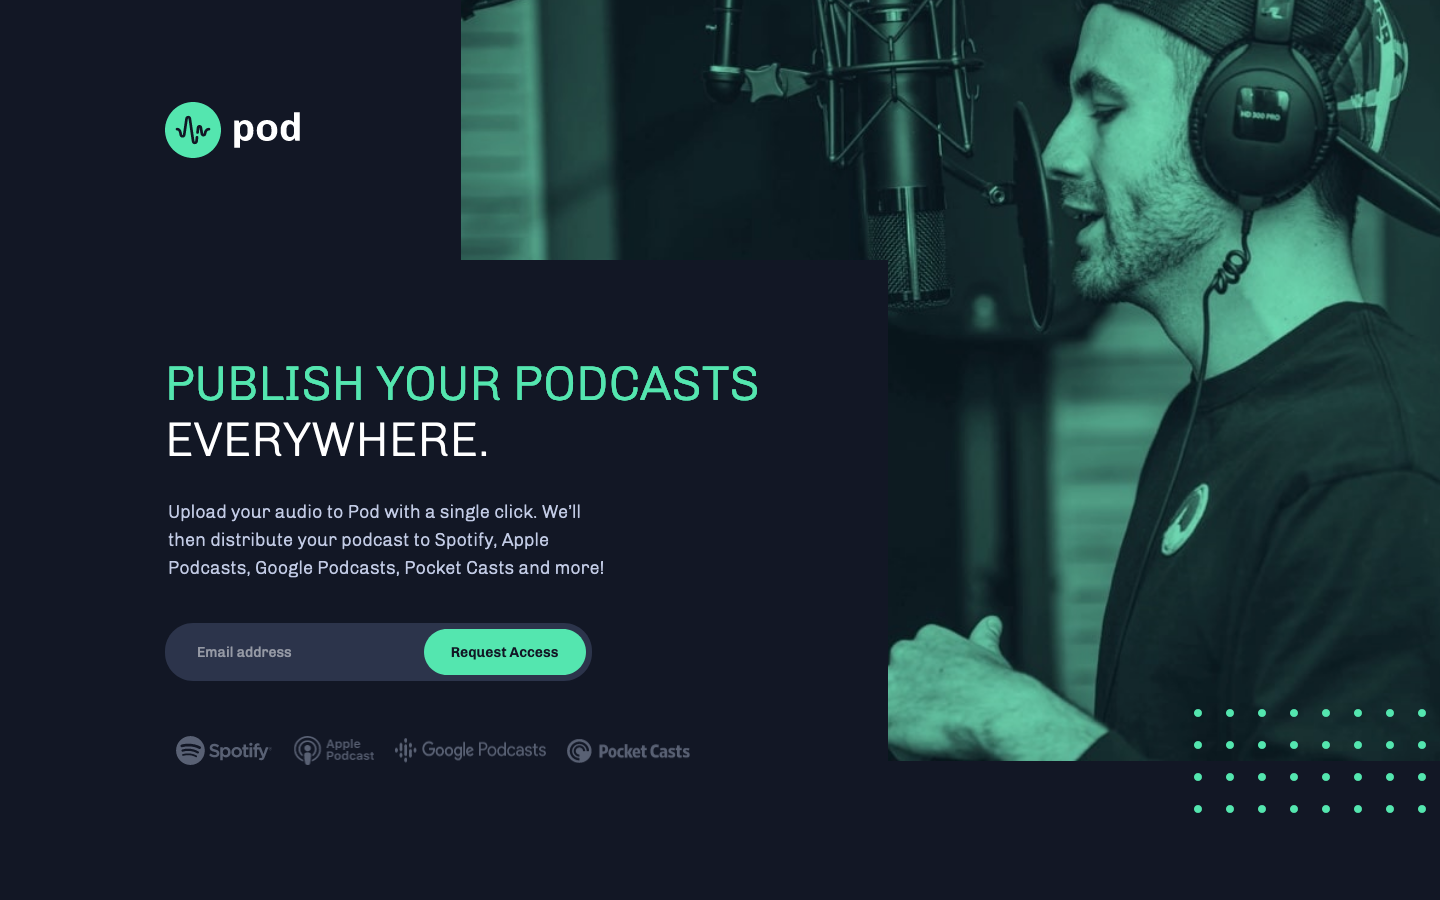 pod
HD 300 PRO
PUBLISH YOUR PODCASTS
EVERYWHERE.
Upload your audio to Pod with a single click. We'll
then distribute your podcast to Spotify, Apple
Podcasts, Google Podcasts, Pocket Casts and more!
Email address
Request Access
Spotify
Apple
Podcast
Google Podcasts
Pocket Casts